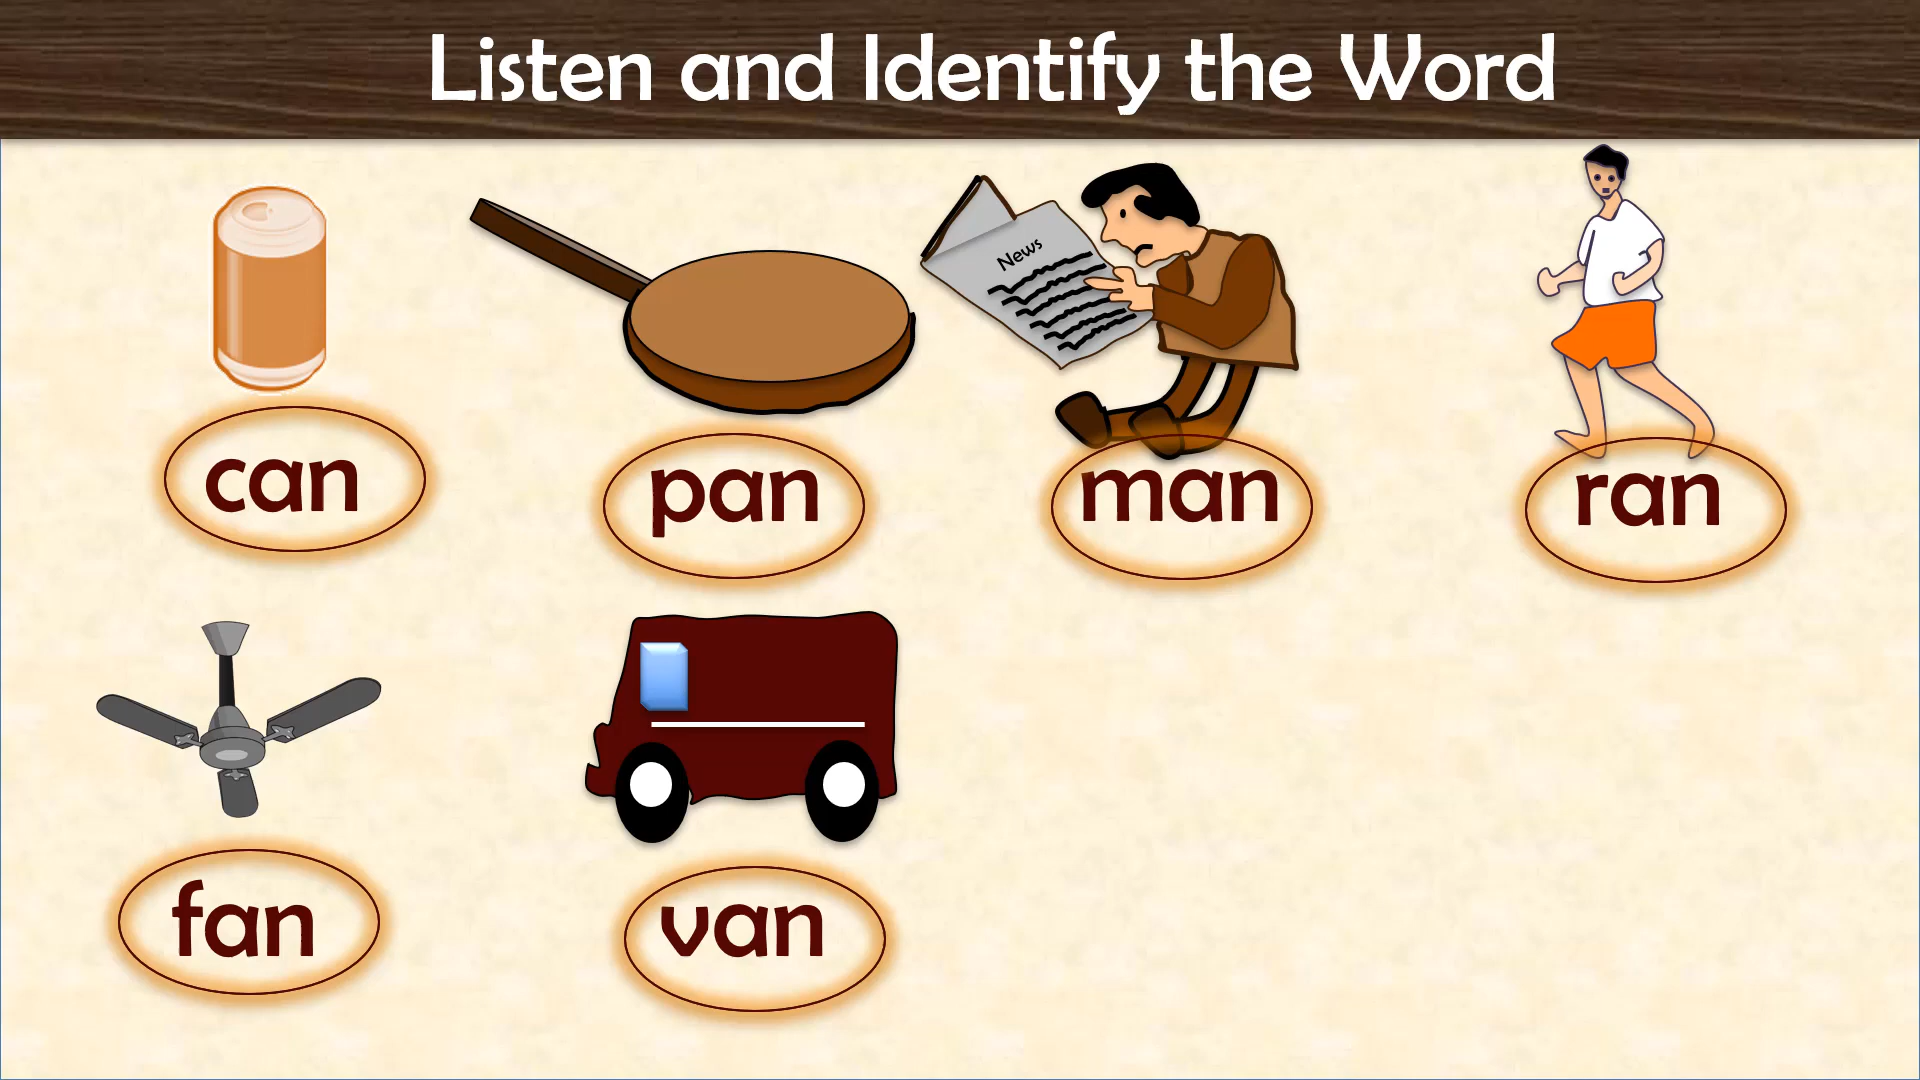 Listen and Identify the Word
News
can
pan
man
ran
fan
van